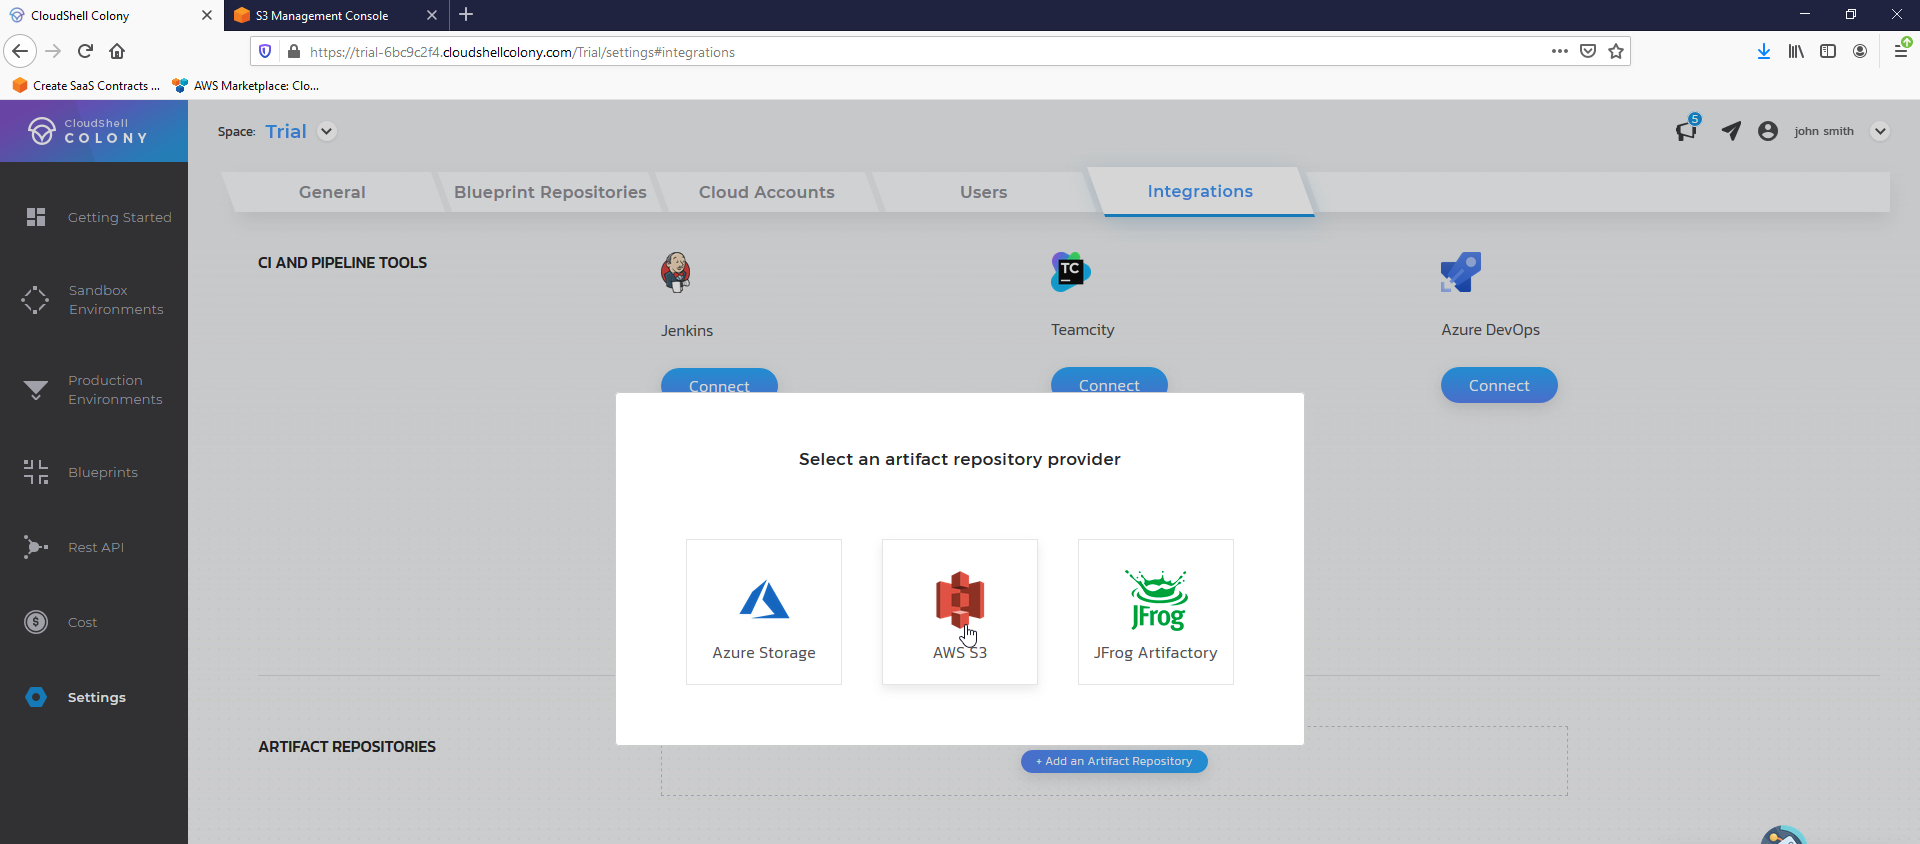 CloudShell Colony
S3 Management Console
https://trial-6bc9c2f4.cloudshellcolony.com/Trial/settings#integrations
Create SaaS Contracts ...
AWS Marketplace: Clo...
CloudShell
COLONY
Space: Trial
5
john smith
General
Blueprint Repositories
Cloud Accounts
Users
Integrations
Getting Started
Sandbox
Environments
Production
Environments
Blueprints
Rest API
$
Cost
Settings
CI AND PIPELINE TOOLS
Jenkins
Connect
TC
Teamcity
Connect
Azure DevOps
Connect
Select an artifact repository provider
Azure Storage
AWS S3
JFrog
JFrog Artifactory
ARTIFACT REPOSITORIES
+ Add an Artifact Repository